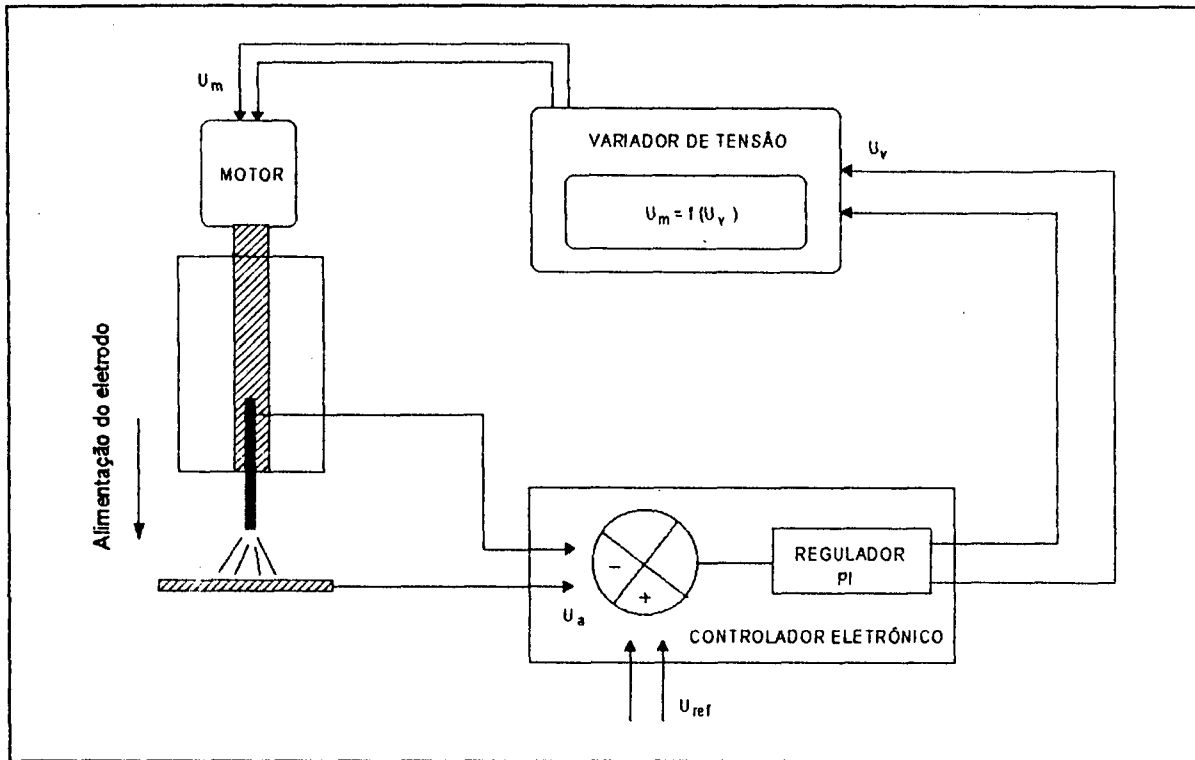 U_m
MOTOR
VARIADOR DE TENSÃO
U_m = f(U_v)
U_v
Alimentação do eletrodo
-
+
U_a
REGULADOR
PI
CONTROLADOR ELETRÔNICO
U_ref